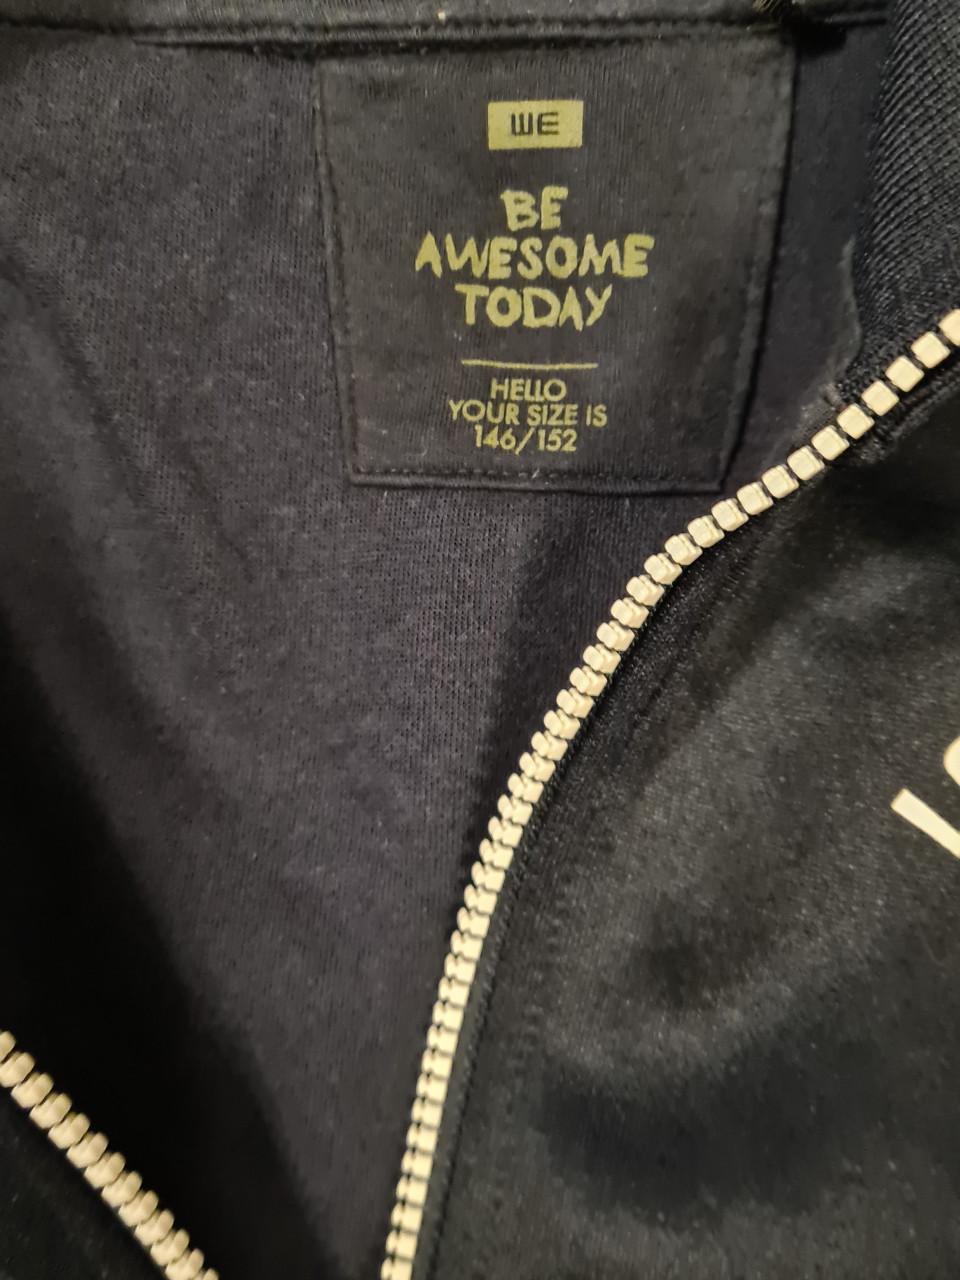 WE
BE
AWESOME
TODAY
HELLO
YOUR SIZE IS
146/152